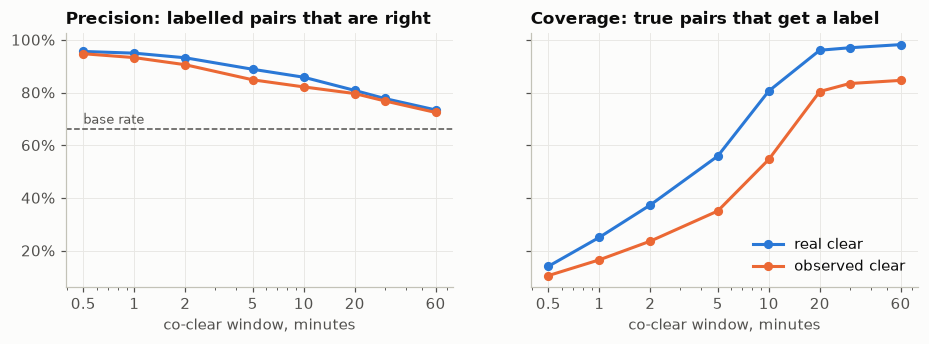 Precision: labelled pairs that are right
100%
80%
60%
40%
20%
base rate
0.5 1 2 5 10 20 60
co-clear window, minutes
Coverage: true pairs that get a label
real clear
observed clear
0.5 1 2 5 10 20 60
co-clear window, minutes